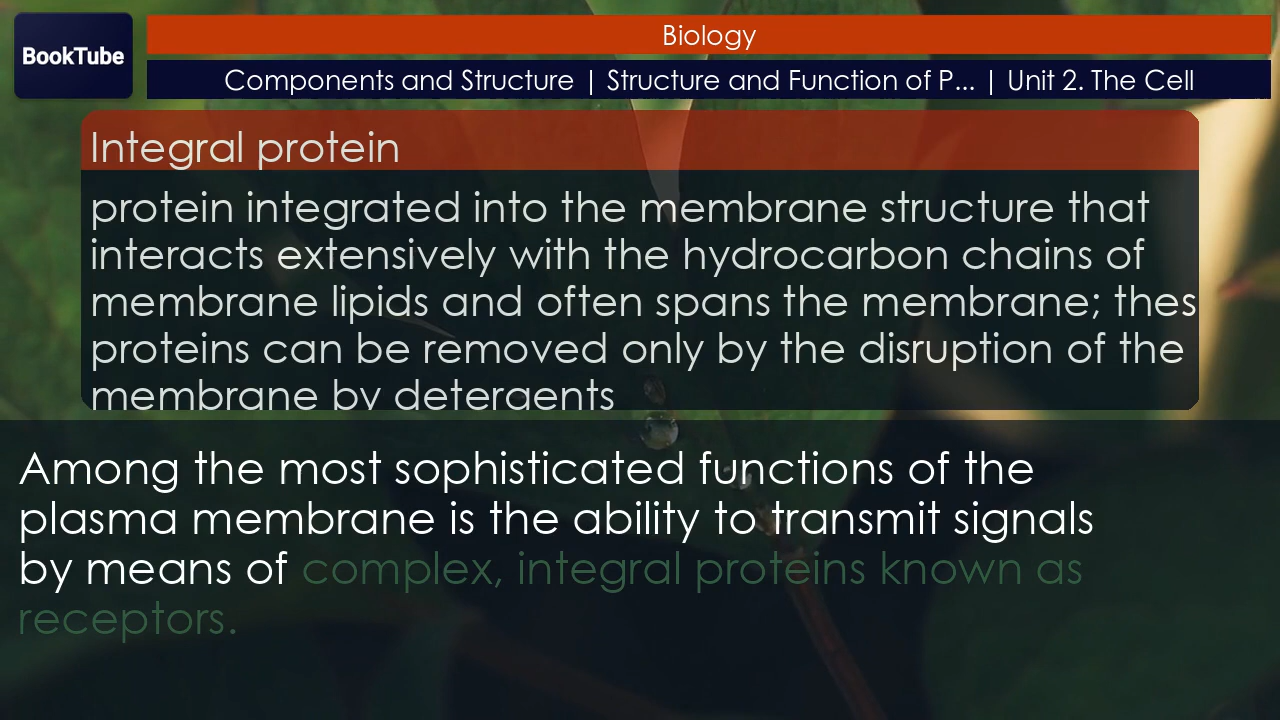 BookTube
Biology
Components and Structure | Structure and Function of P... | Unit 2. The Cell
Integral protein
protein integrated into the membrane structure that
interacts extensively with the hydrocarbon chains of
membrane lipids and often spans the membrane; thes
proteins can be removed only by the disruption of the
membrane by detergents
Among the most sophisticated functions of the
plasma membrane is the ability to transmit signals
by means of complex, integral proteins known as
receptors.